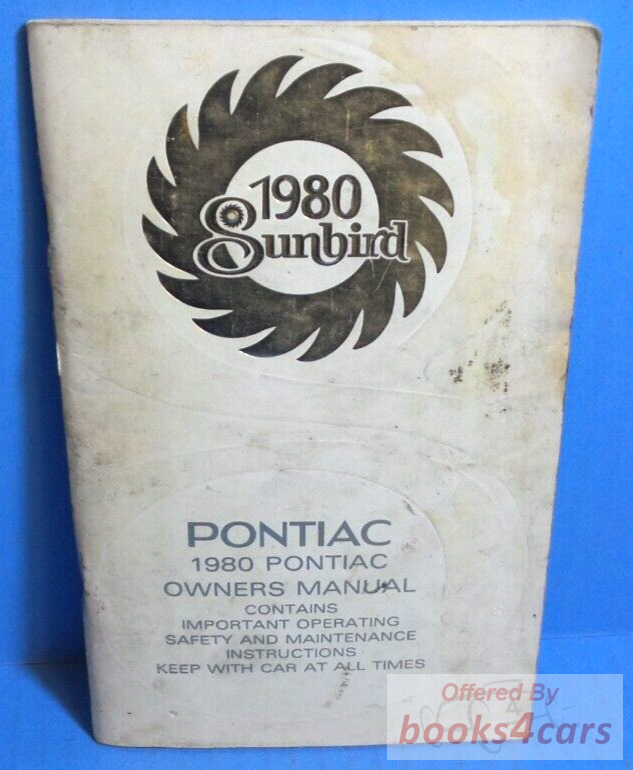 1980
Sunbird
PONTIAC
1980 PONTIAC
OWNERS MANUAL
CONTAINS
IMPORTANT OPERATING
SAFETY AND MAINTENANCE
INSTRUCTIONS
KEEP WITH CAR AT ALL TIMES
Offered By
books4cars